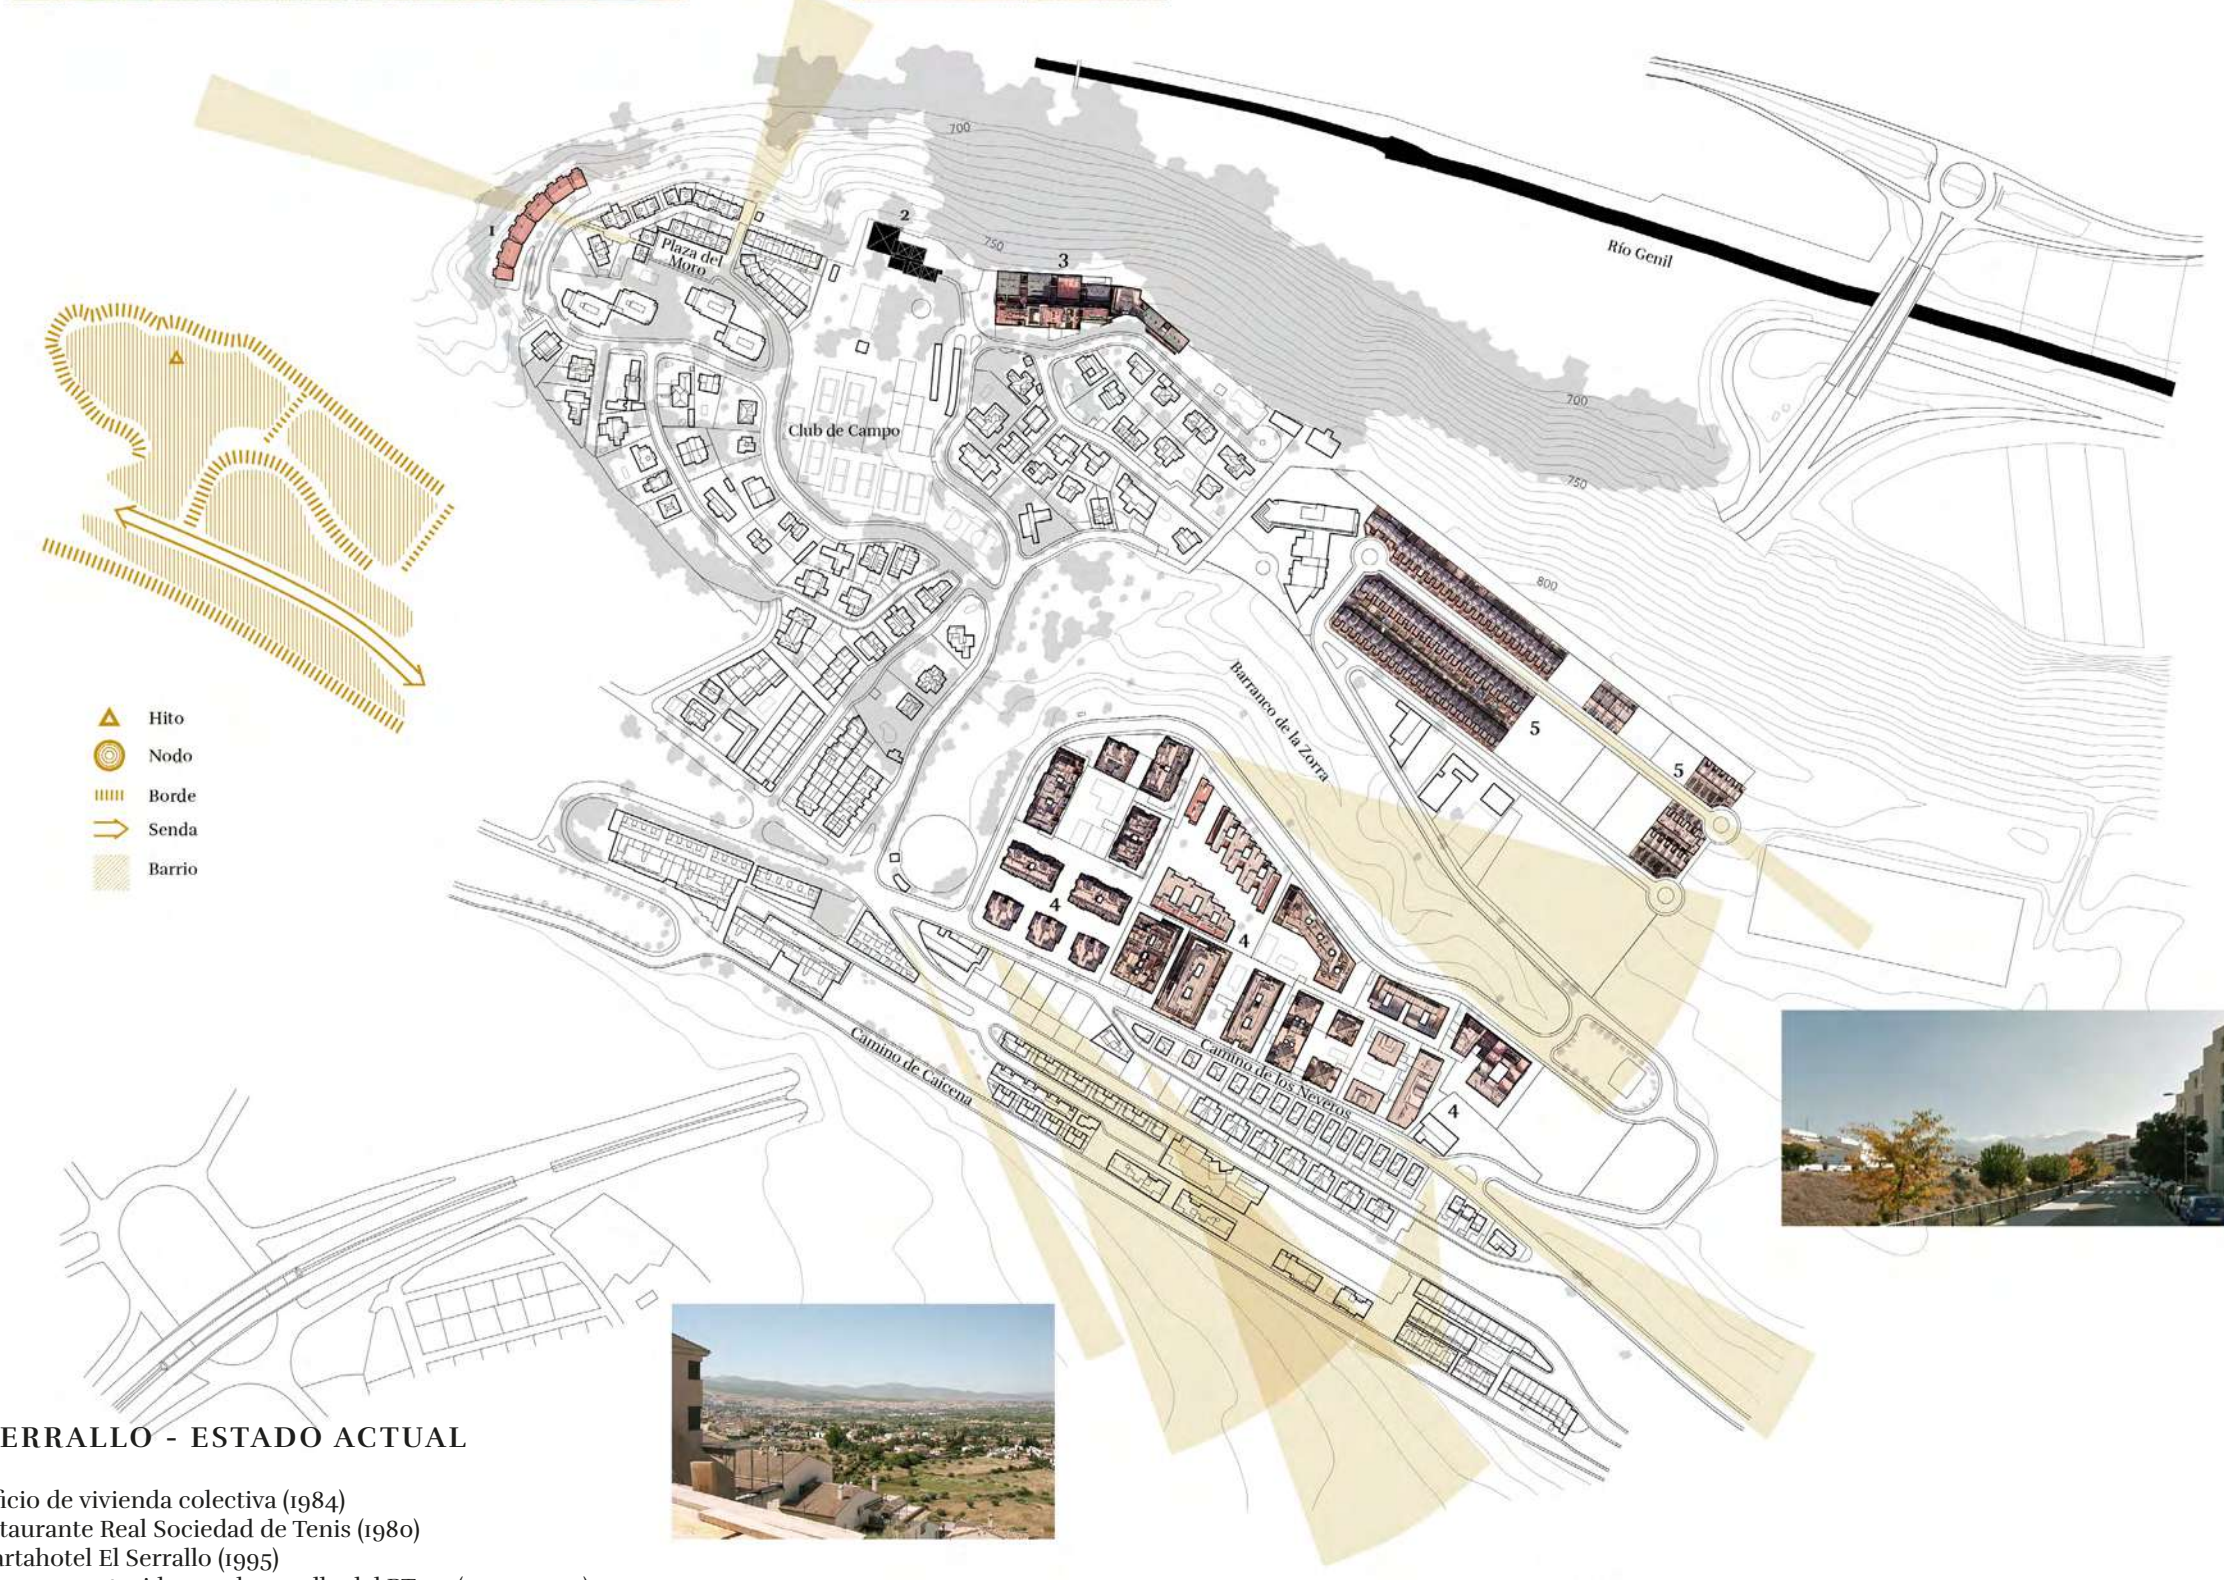 700
Río Genil
1
2
3
750
Plaza del
Moro
700
Club de Campo
750
800
Barranco de la Zorra
5
5
Hito
Nodo
Borde
Senda
Barrio
4
4
Camino de Caicena
Camino de los Neveros
4
ERRALLO - ESTADO ACTUAL
icio de vivienda colectiva (1984)
taurante Real Sociedad de Tenis (1980)
artahotel El Serrallo (1995)